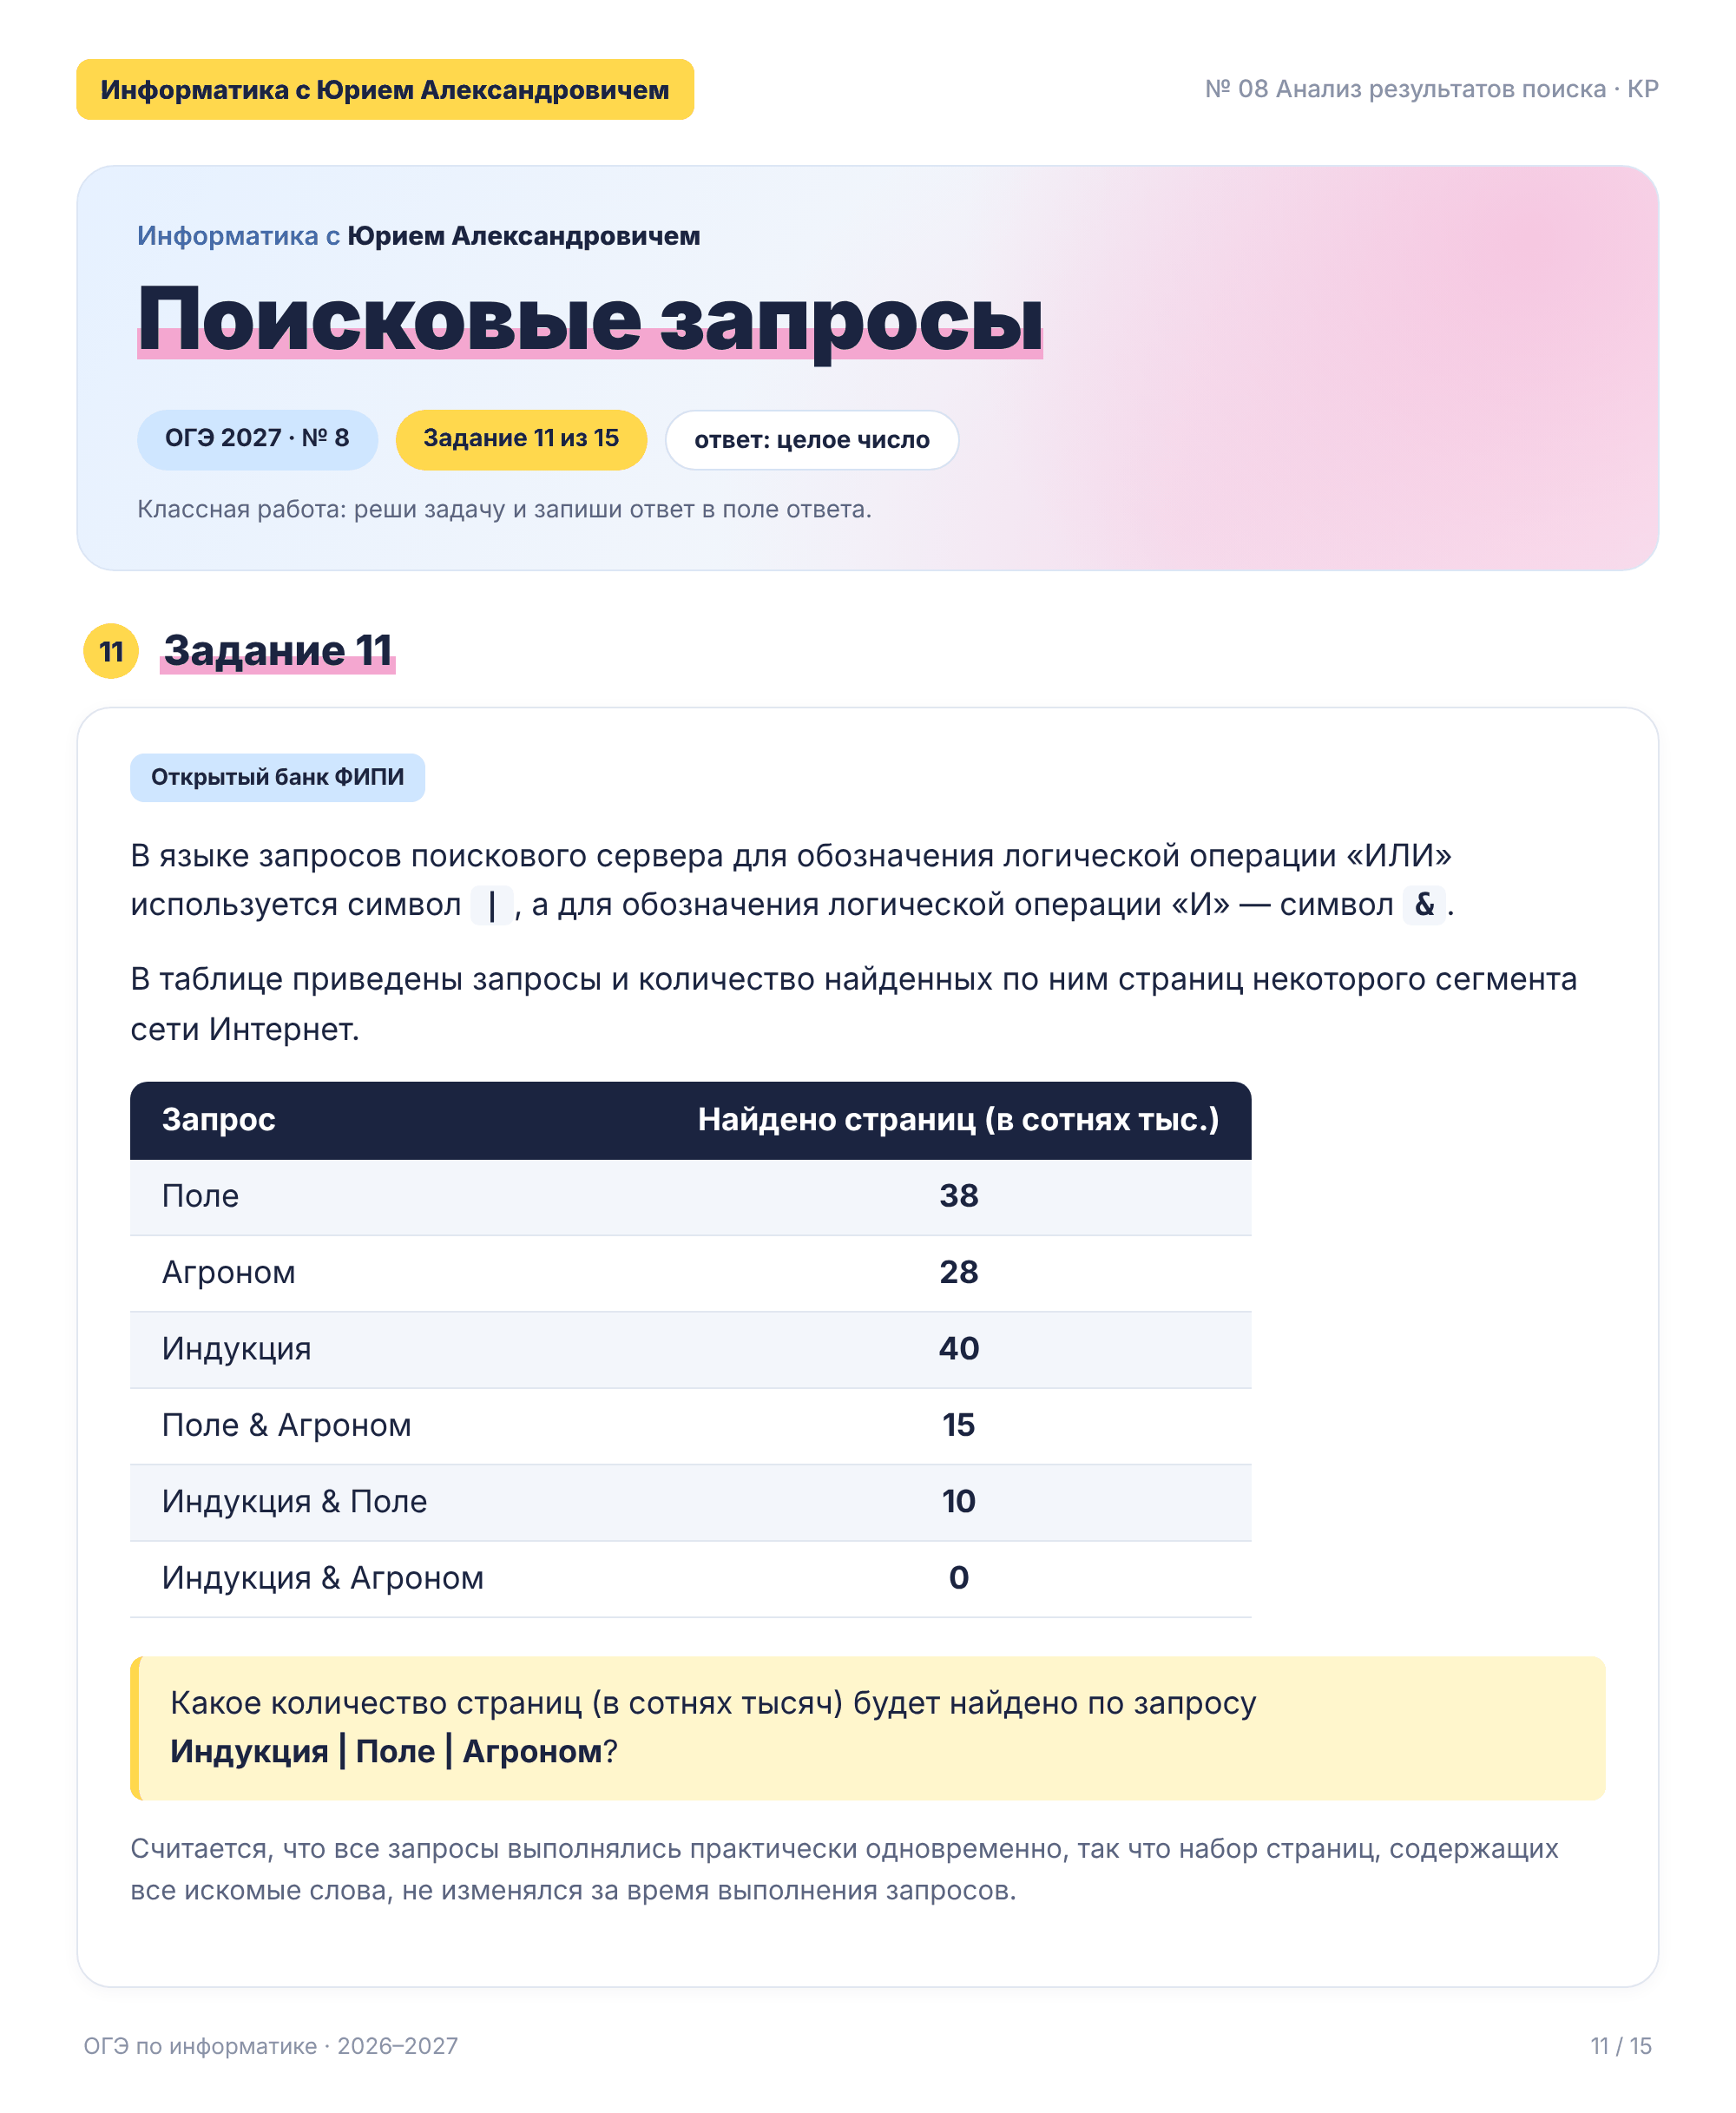 Информатика с Юрием Александровичем
№ 08 Анализ результатов поиска · КР
Информатика с Юрием Александровичем
Поисковые запросы
ОГЭ 2027 · № 8
Задание 11 из 15
ответ: целое число
Классная работа: реши задачу и запиши ответ в поле ответа.
11 Задание 11
Открытый банк ФИПИ
В языке запросов поискового сервера для обозначения логической операции «ИЛИ»
используется символ |, а для обозначения логической операции «И» — символ &.
В таблице приведены запросы и количество найденных по ним страниц некоторого сегмента
сети Интернет.
Запрос Найдено страниц (в сотнях тыс.)
Поле 38
Агроном 28
Индукция 40
Поле & Агроном 15
Индукция & Поле 10
Индукция & Агроном 0
Какое количество страниц (в сотнях тысяч) будет найдено по запросу
Индукция | Поле | Агроном?
Считается, что все запросы выполнялись практически одновременно, так что набор страниц, содержащих
все искомые слова, не изменялся за время выполнения запросов.
ОГЭ по информатике · 2026–2027
11 / 15